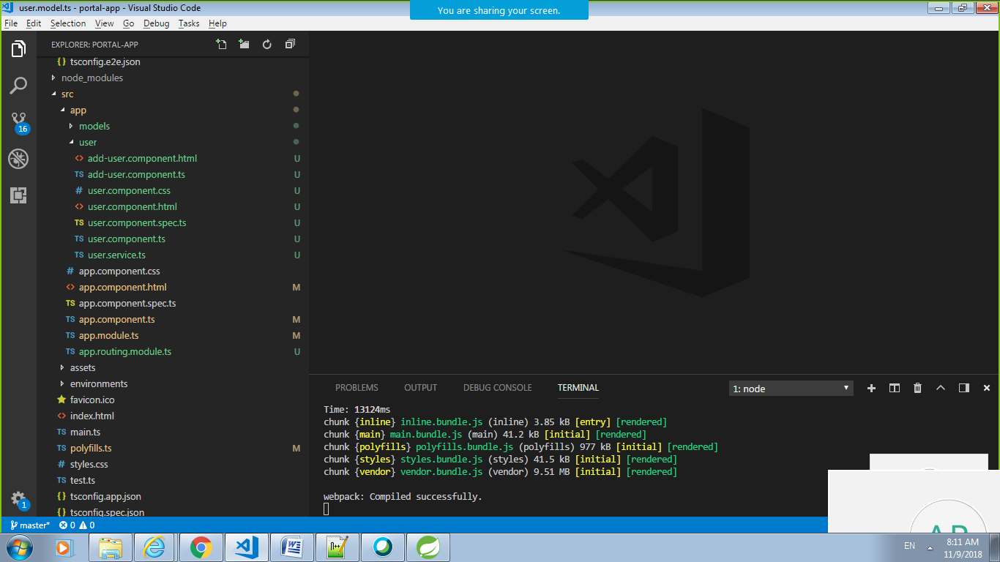 user.model.ts - portal-app - Visual Studio Code
You are sharing your screen.
File Edit Selection View Go Debug Tasks Help
EXPLORER: PORTAL-APP
{ } tsconfig.e2e.json
node_modules
src
app
models
user
<> add-user.component.html U
TS add-user.component.ts U
# user.component.css U
<> user.component.html U
TS user.component.spec.ts U
TS user.component.ts U
TS user.service.ts U
# app.component.css
<> app.component.html M
TS app.component.spec.ts
TS app.component.ts M
TS app.module.ts M
TS app.routing.module.ts U
assets
environments
favicon.ico
<> index.html
TS main.ts
TS polyfills.ts M
# styles.css
TS test.ts
{ } tsconfig.app.json
{ } tsconfig.spec.json
16
1
PROBLEMS OUTPUT DEBUG CONSOLE TERMINAL 1: node
Time: 13124ms
chunk {inline} inline.bundle.js (inline) 3.85 kB [entry] [rendered]
chunk {main} main.bundle.js (main) 41.2 kB [initial] [rendered]
chunk {polyfills} polyfills.bundle.js (polyfills) 977 kB [initial] [rendered]
chunk {styles} styles.bundle.js (styles) 41.5 kB [initial] [rendered]
chunk {vendor} vendor.bundle.js (vendor) 9.51 MB [initial] [rendered]
webpack: Compiled successfully.
master* 0 0
EN
8:11 AM
11/9/2018